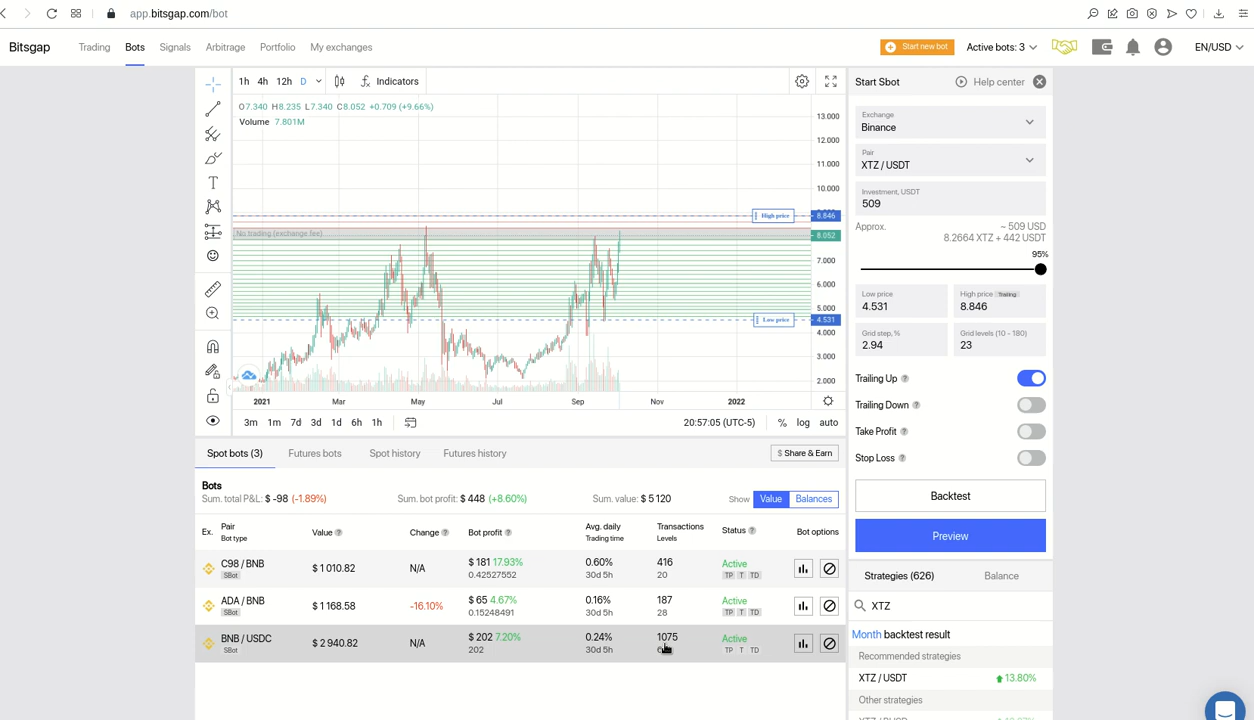 app.bitsgap.com/bot
Bitsgap
Trading
Bots
Signals
Arbitrage
Portfolio
My exchanges
Start new bot
Active bots: 3
EN/USD
1h 4h 12h D
Indicators
O7.340 H8.235 L7.340 C8.052 +0.709 (+9.66%)
Volume 7.801M
13.000
12.000
11.000
10.000
High price
8.846
No trading (exchange fee)
8.052
7.000
6.000
5.000
Low price
4.531
4.000
3.000
2.000
2021 Mar May Jul Sep Nov 2022
3m 1m 7d 3d 1d 6h 1h
20:57:05 (UTC-5) % log auto
Start Sbot
Help center
Exchange
Binance
Pair
XTZ / USDT
Investment, USDT
509
Approx. ~ 509 USD
8.2664 XTZ + 442 USDT
95%
Low price
4.531
High price Trailing
8.846
Grid step, %
2.94
Grid levels (10 - 180)
23
Trailing Up ?
Trailing Down ?
Take Profit ?
Stop Loss ?
Backtest
Preview
Strategies (626)
Balance
XTZ
Month backtest result
Recommended strategies
XTZ / USDT 13.80%
Other strategies
Spot bots (3)
Futures bots
Spot history
Futures history
$ Share & Earn
Bots
Sum. total P&L: $ -98 (-1.89%)
Sum. bot profit: $ 448 (+8.60%)
Sum. value: $ 5 120
Show Value Balances
Ex.
Pair
Bot type
Value ?
Change ?
Bot profit ?
Avg. daily
Trading time
Transactions
Levels
Status ?
Bot options
C98 / BNB
SBot
$ 1 010.82
N/A
$ 181 17.93%
0.42527552
0.60%
30d 5h
416
20
Active
TP T TD
ADA / BNB
SBot
$ 1 168.58
-16.10%
$ 65 4.67%
0.15248491
0.16%
30d 5h
187
28
Active
TP T TD
BNB / USDC
SBot
$ 2 940.82
N/A
$ 202 7.20%
202
0.24%
30d 5h
1075
Active
TP T TD